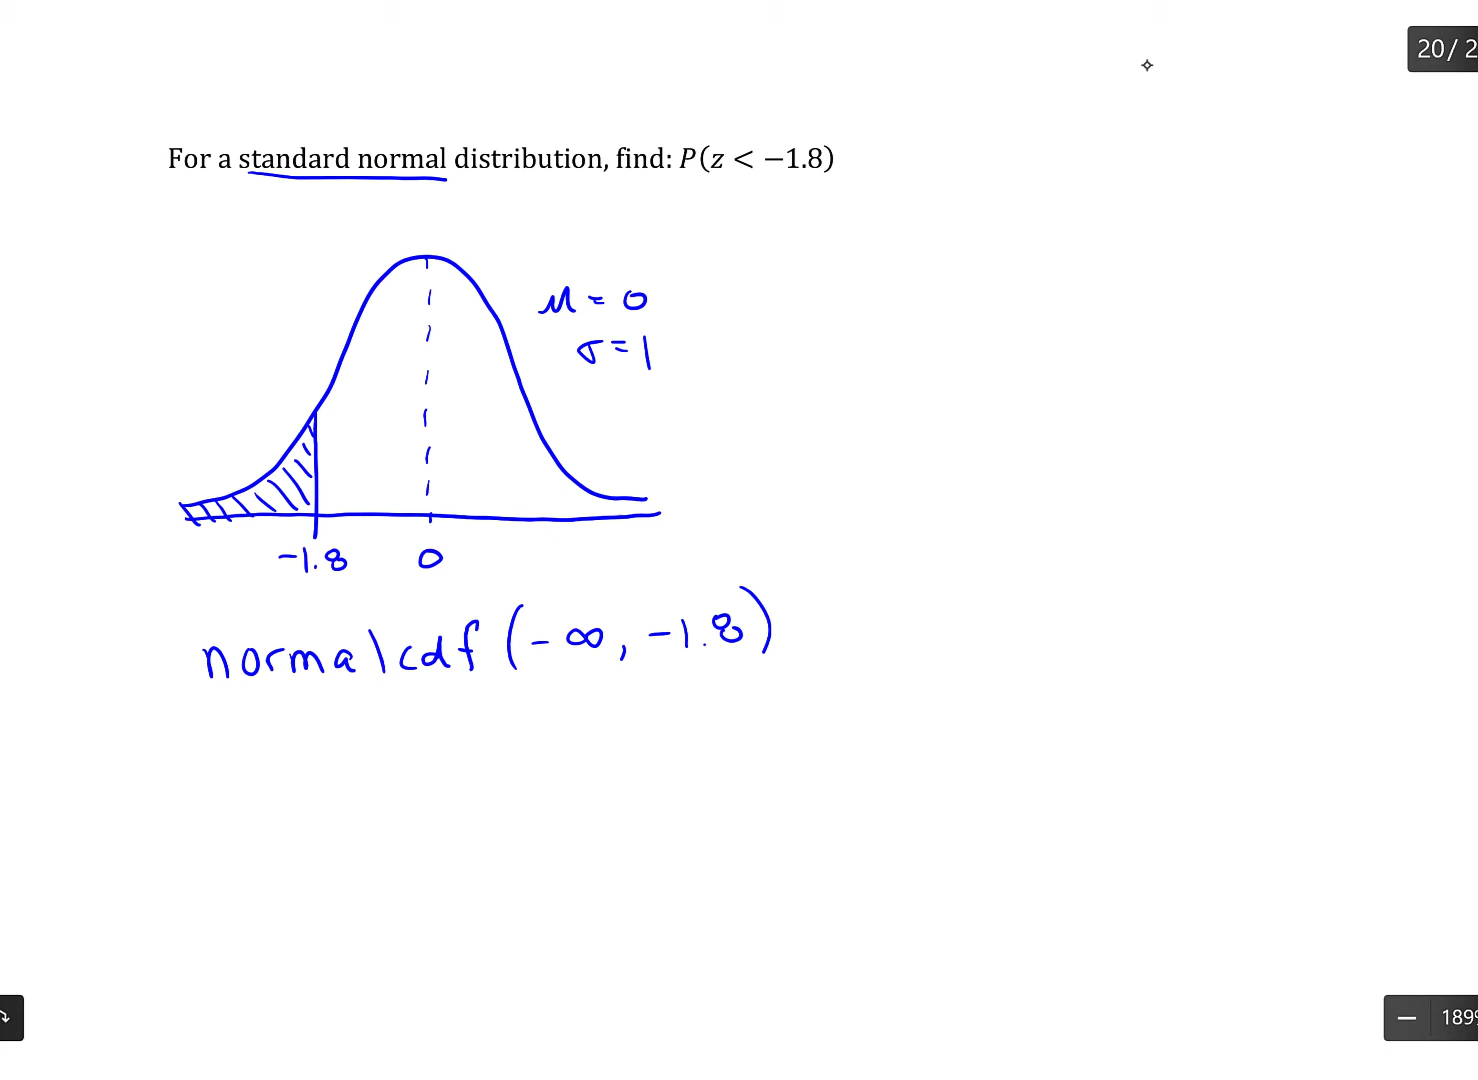 20/ 2
For a standard normal distribution, find: P(z < −1.8)
μ = 0
σ = 1
-1.8 0
normalcdf (-∞, -1.8)
189%